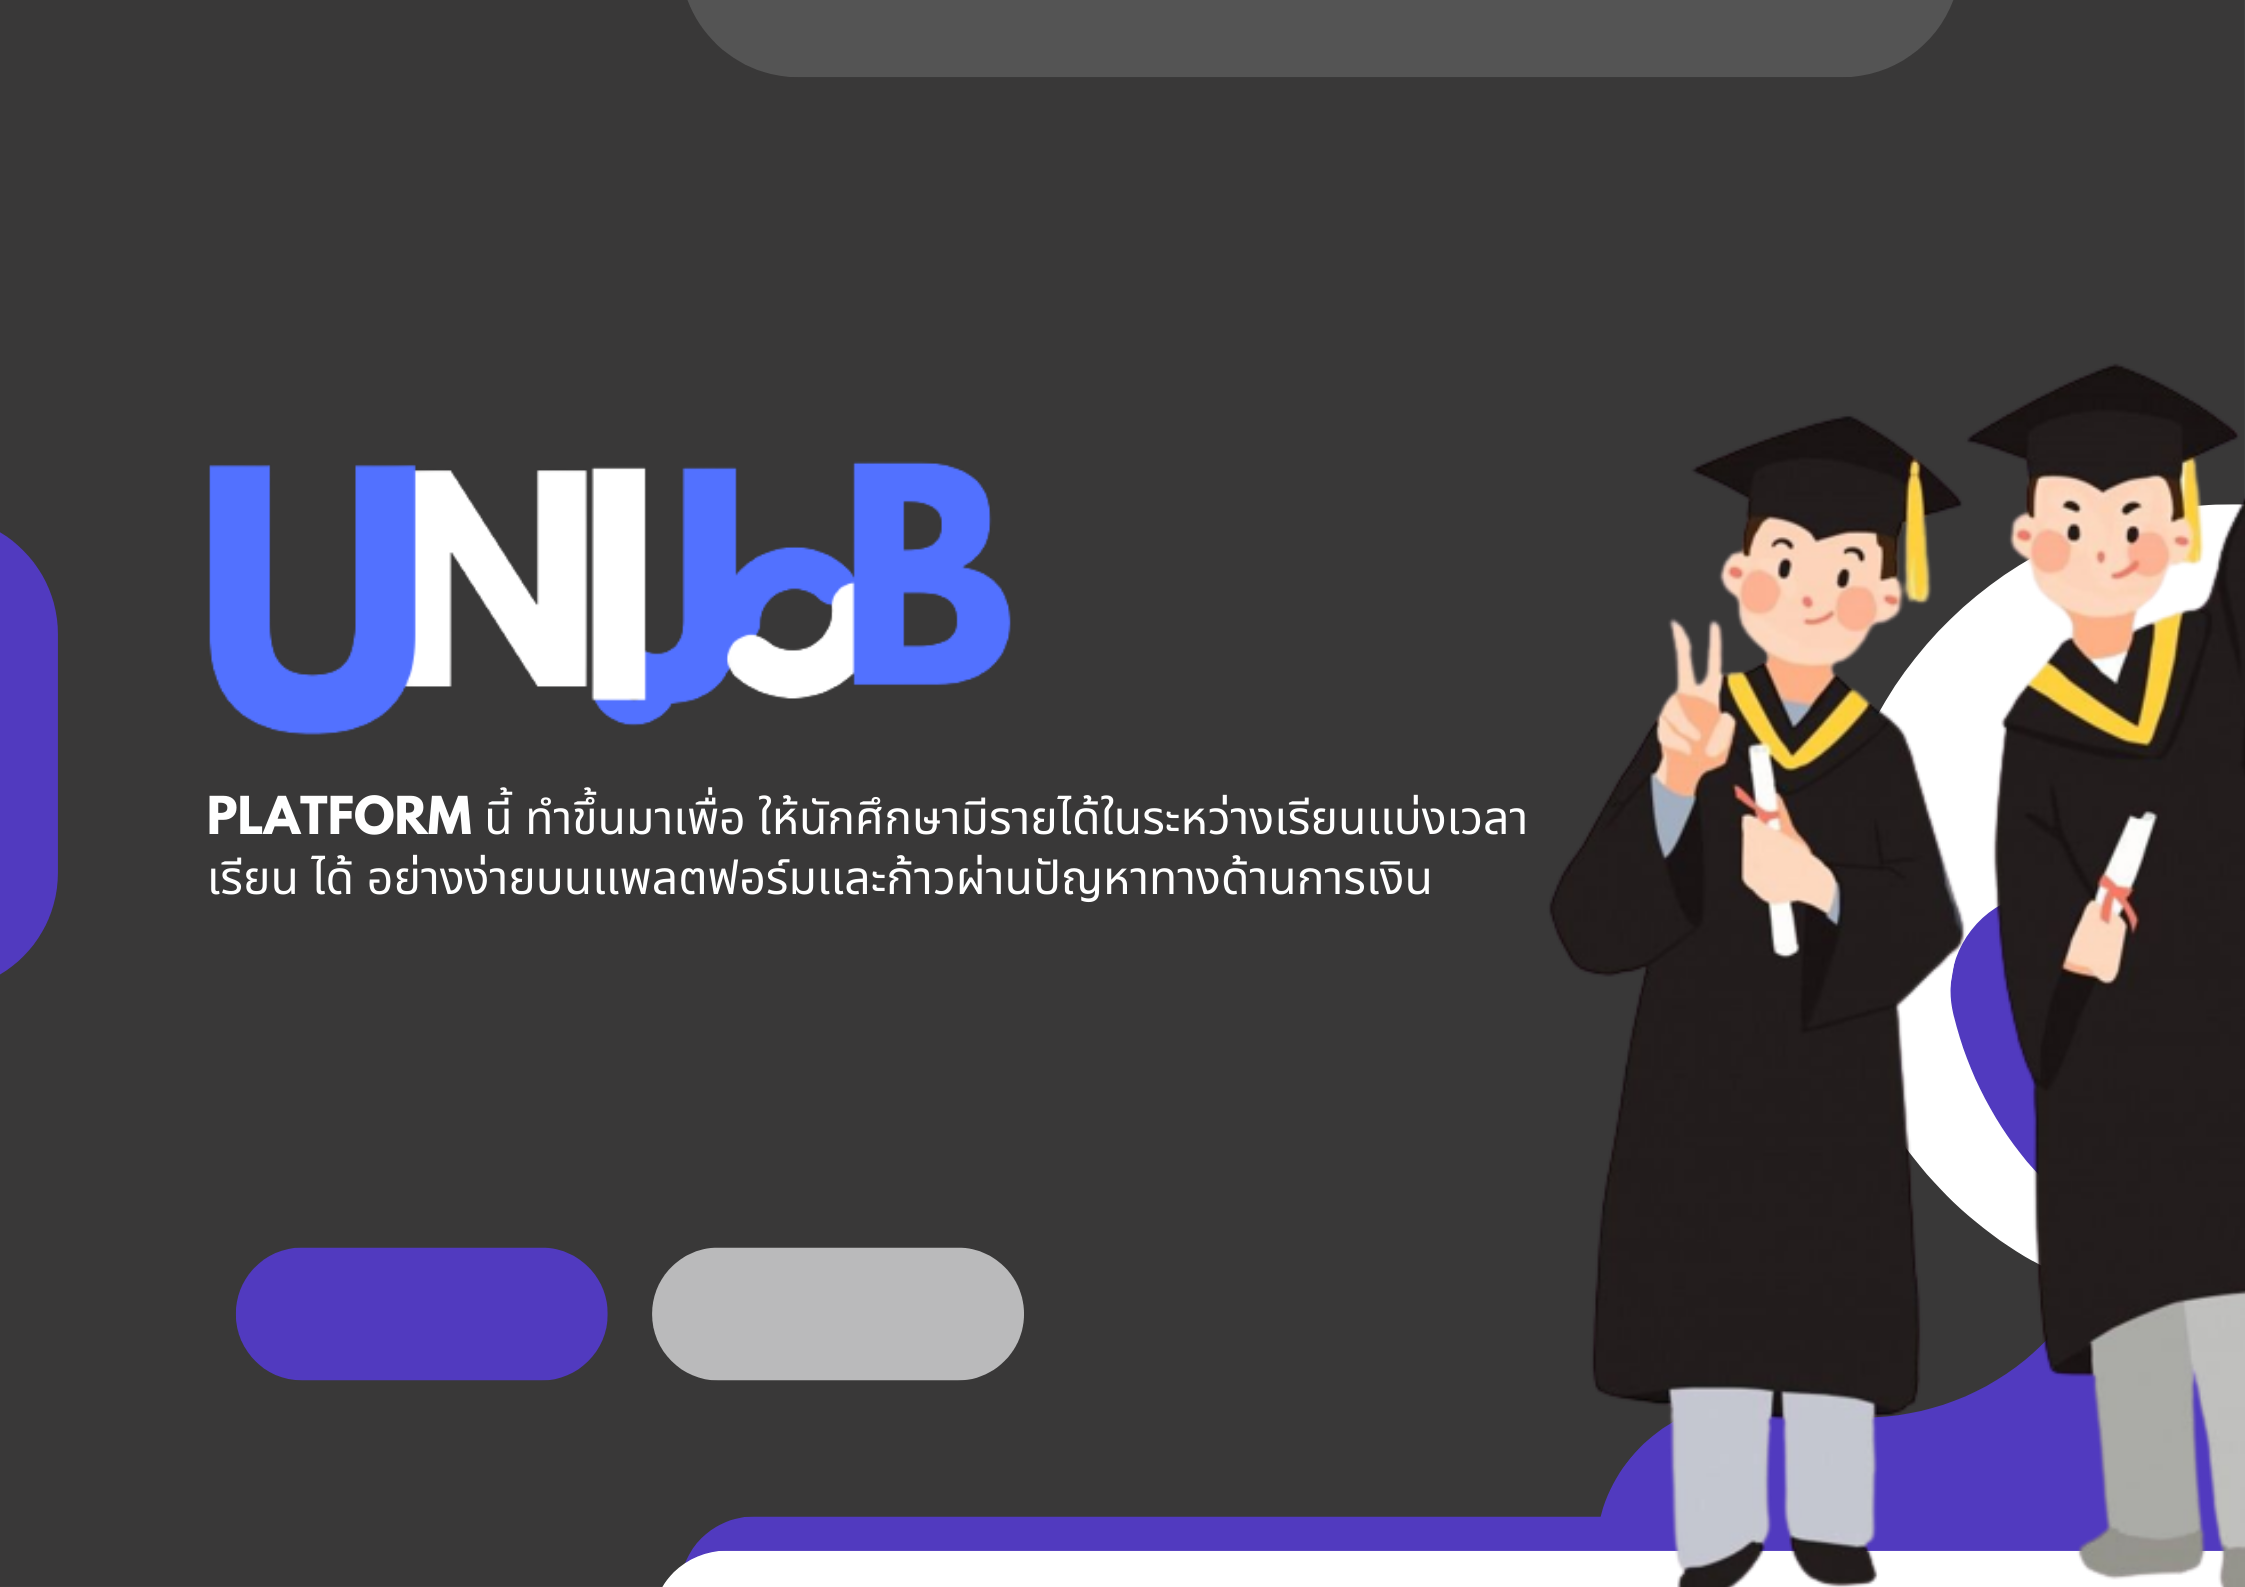 UNIJoB
PLATFORM นี้ ทำขึ้นมาเพื่อ ให้นักศึกษามีรายได้ในระหว่างเรียนแบ่งเวลา
เรียน ได้ อย่างง่ายบนแพลตฟอร์มและก้าวผ่านปัญหาทางด้านการเงิน